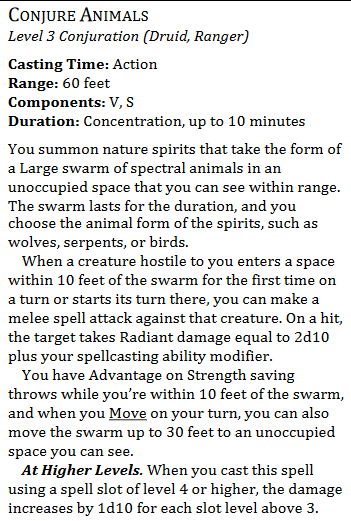 CONJURE ANIMALS
Level 3 Conjuration (Druid, Ranger)
Casting Time: Action
Range: 60 feet
Components: V, S
Duration: Concentration, up to 10 minutes
You summon nature spirits that take the form of
a Large swarm of spectral animals in an
unoccupied space that you can see within range.
The swarm lasts for the duration, and you
choose the animal form of the spirits, such as
wolves, serpents, or birds.
When a creature hostile to you enters a space
within 10 feet of the swarm for the first time on
a turn or starts its turn there, you can make a
melee spell attack against that creature. On a hit,
the target takes Radiant damage equal to 2d10
plus your spellcasting ability modifier.
You have Advantage on Strength saving
throws while you're within 10 feet of the swarm,
and when you Move on your turn, you can also
move the swarm up to 30 feet to an unoccupied
space you can see.
At Higher Levels. When you cast this spell
using a spell slot of level 4 or higher, the damage
increases by 1d10 for each slot level above 3.